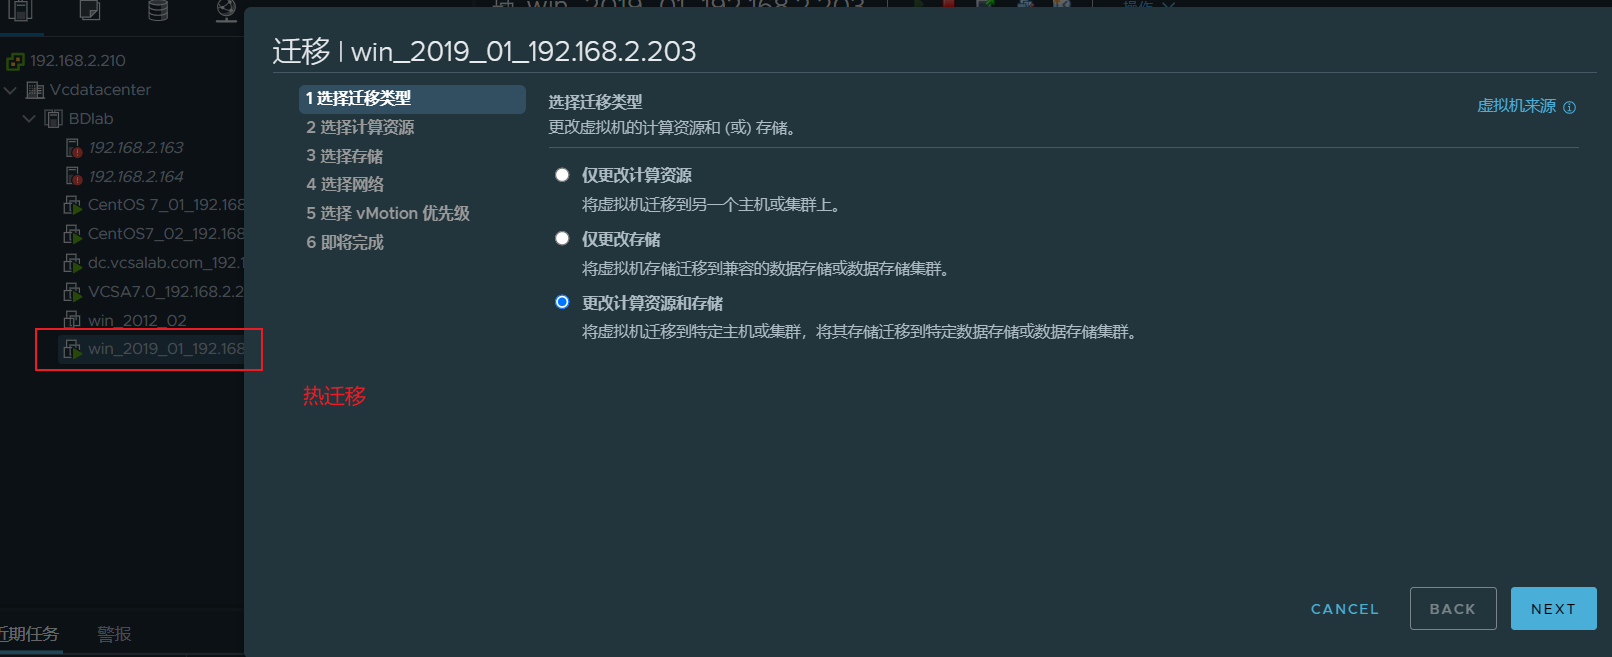 迁移 | win_2019_01_192.168.2.203
192.168.2.210
Vcdatacenter
BDlab
192.168.2.163
192.168.2.164
CentOS 7_01_192.168
CentOS7_02_192.168
dc.vcsalab.com_192.1
VCSA7.0_192.168.2.2
win_2012_02
win_2019_01_192.168
近期任务
警报
1 选择迁移类型
2 选择计算资源
3 选择存储
4 选择网络
5 选择 vMotion 优先级
6 即将完成
热迁移
选择迁移类型
更改虚拟机的计算资源和 (或) 存储。
虚拟机来源
仅更改计算资源
将虚拟机迁移到另一个主机或集群上。
仅更改存储
将虚拟机存储迁移到兼容的数据存储或数据存储集群。
更改计算资源和存储
将虚拟机迁移到特定主机或集群，将其存储迁移到特定数据存储或数据存储集群。
CANCEL
BACK
NEXT